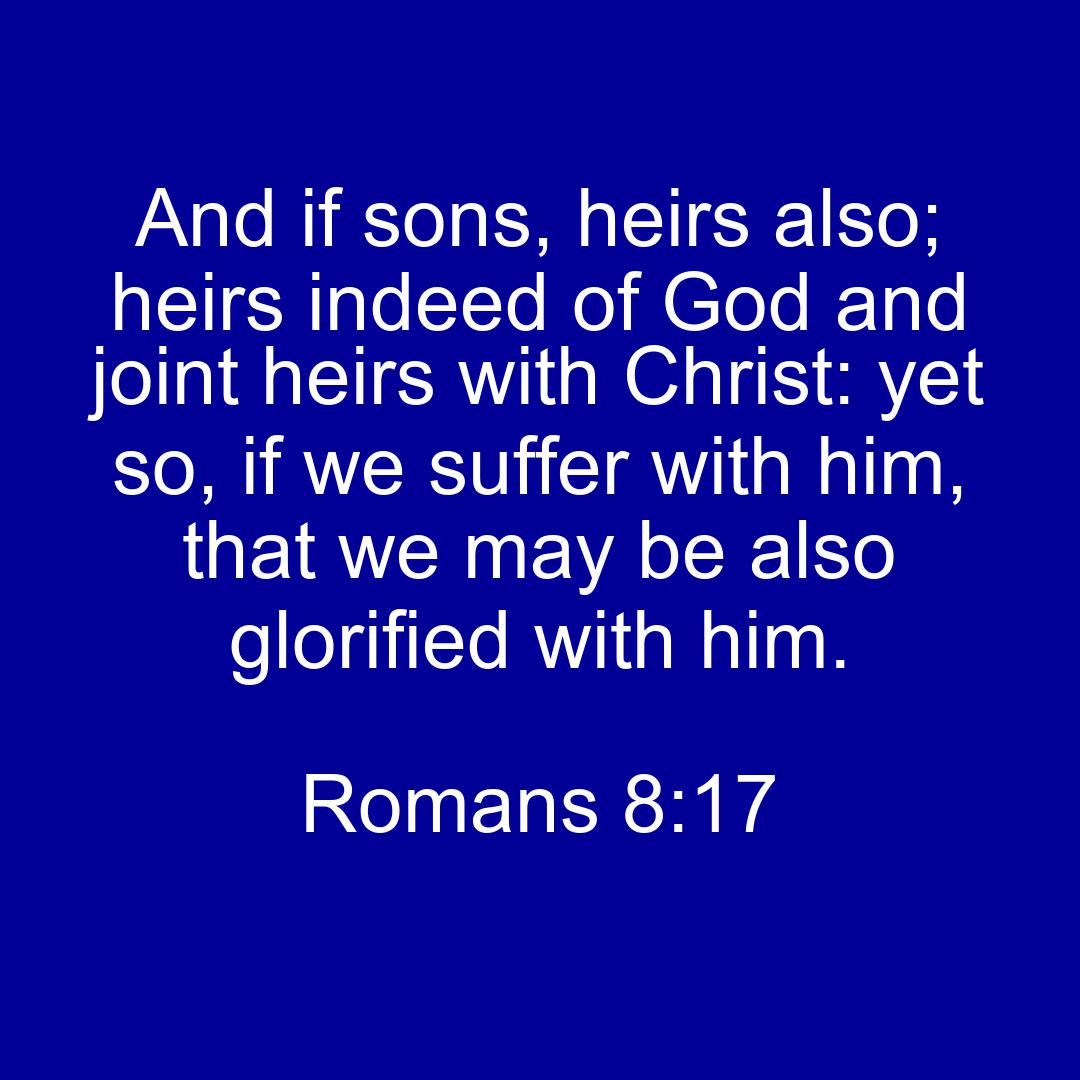 And if sons, heirs also;
heirs indeed of God and
joint heirs with Christ: yet
so, if we suffer with him,
that we may be also
glorified with him.
Romans 8:17